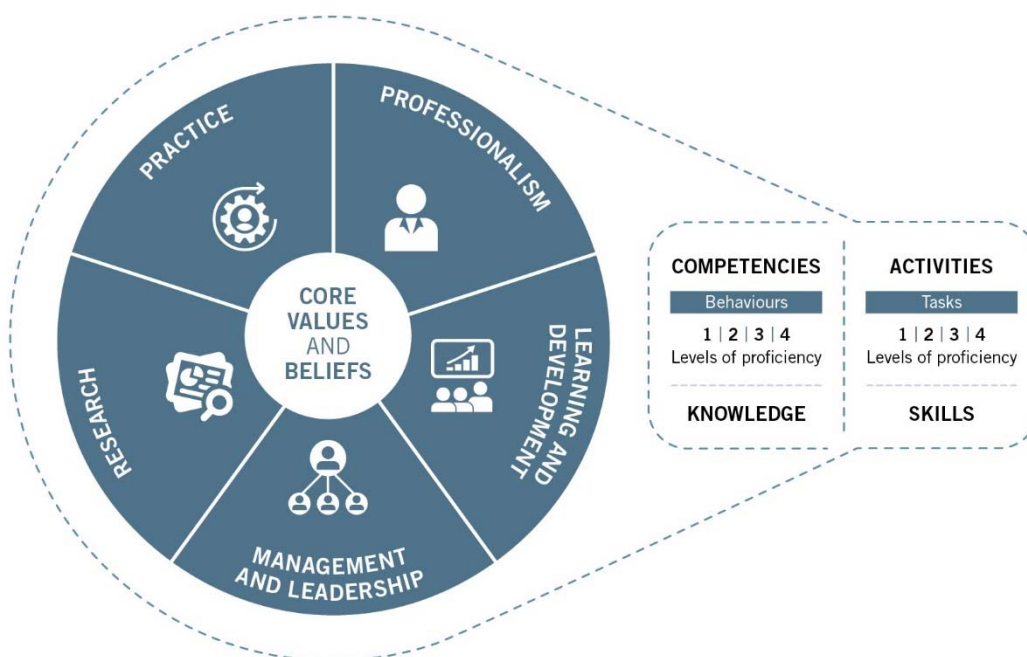 PRACTICE
PROFESSIONALISM
LEARNING AND
DEVELOPMENT
MANAGEMENT
AND LEADERSHIP
RESEARCH
CORE
VALUES
AND
BELIEFS
COMPETENCIES
Behaviours
1 | 2 | 3 | 4
Levels of proficiency
KNOWLEDGE
ACTIVITIES
Tasks
1 | 2 | 3 | 4
Levels of proficiency
SKILLS